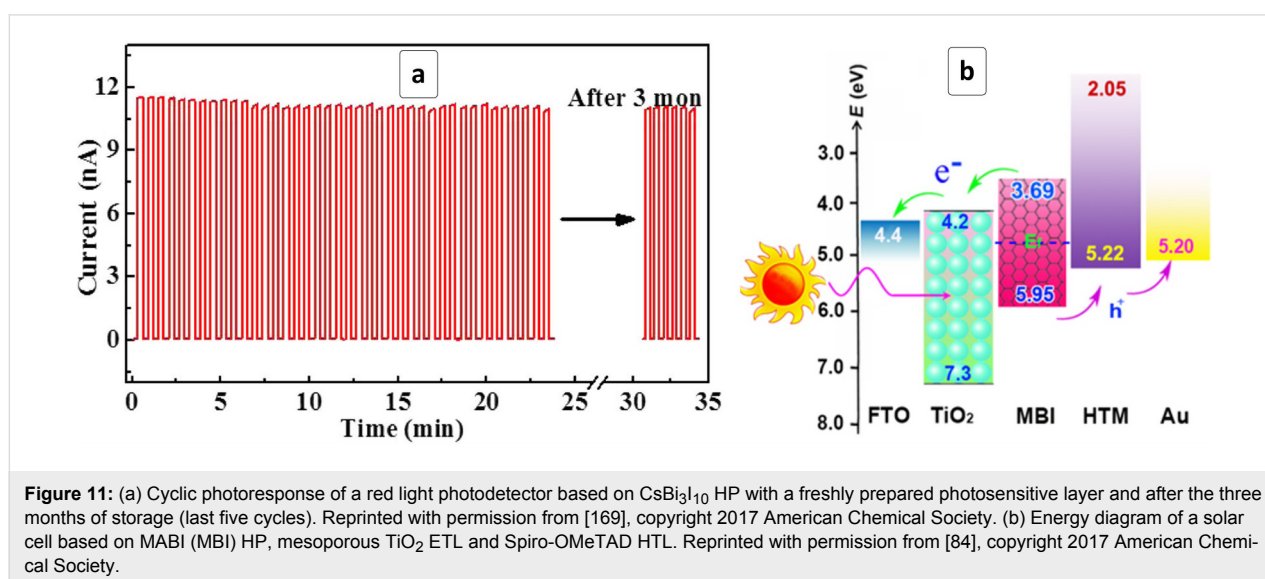 a
After 3 mon
Current (nA)
12
9
6
3
0
0
5
10
15
20
25
30
35
Time (min)
b
E (eV)
3.0
4.0
5.0
6.0
7.0
8.0
e⁻
2.05
3.69
4.2
4.4
5.22
5.20
5.95
h⁺
7.3
FTO
TiO₂
MBI
HTM
Au
Figure 11: (a) Cyclic photoresponse of a red light photodetector based on CsBi₃I₁₀ HP with a freshly prepared photosensitive layer and after the three
months of storage (last five cycles). Reprinted with permission from [169], copyright 2017 American Chemical Society. (b) Energy diagram of a solar
cell based on MABI (MBI) HP, mesoporous TiO₂ ETL and Spiro-OMeTAD HTL. Reprinted with permission from [84], copyright 2017 American Chemi-
cal Society.